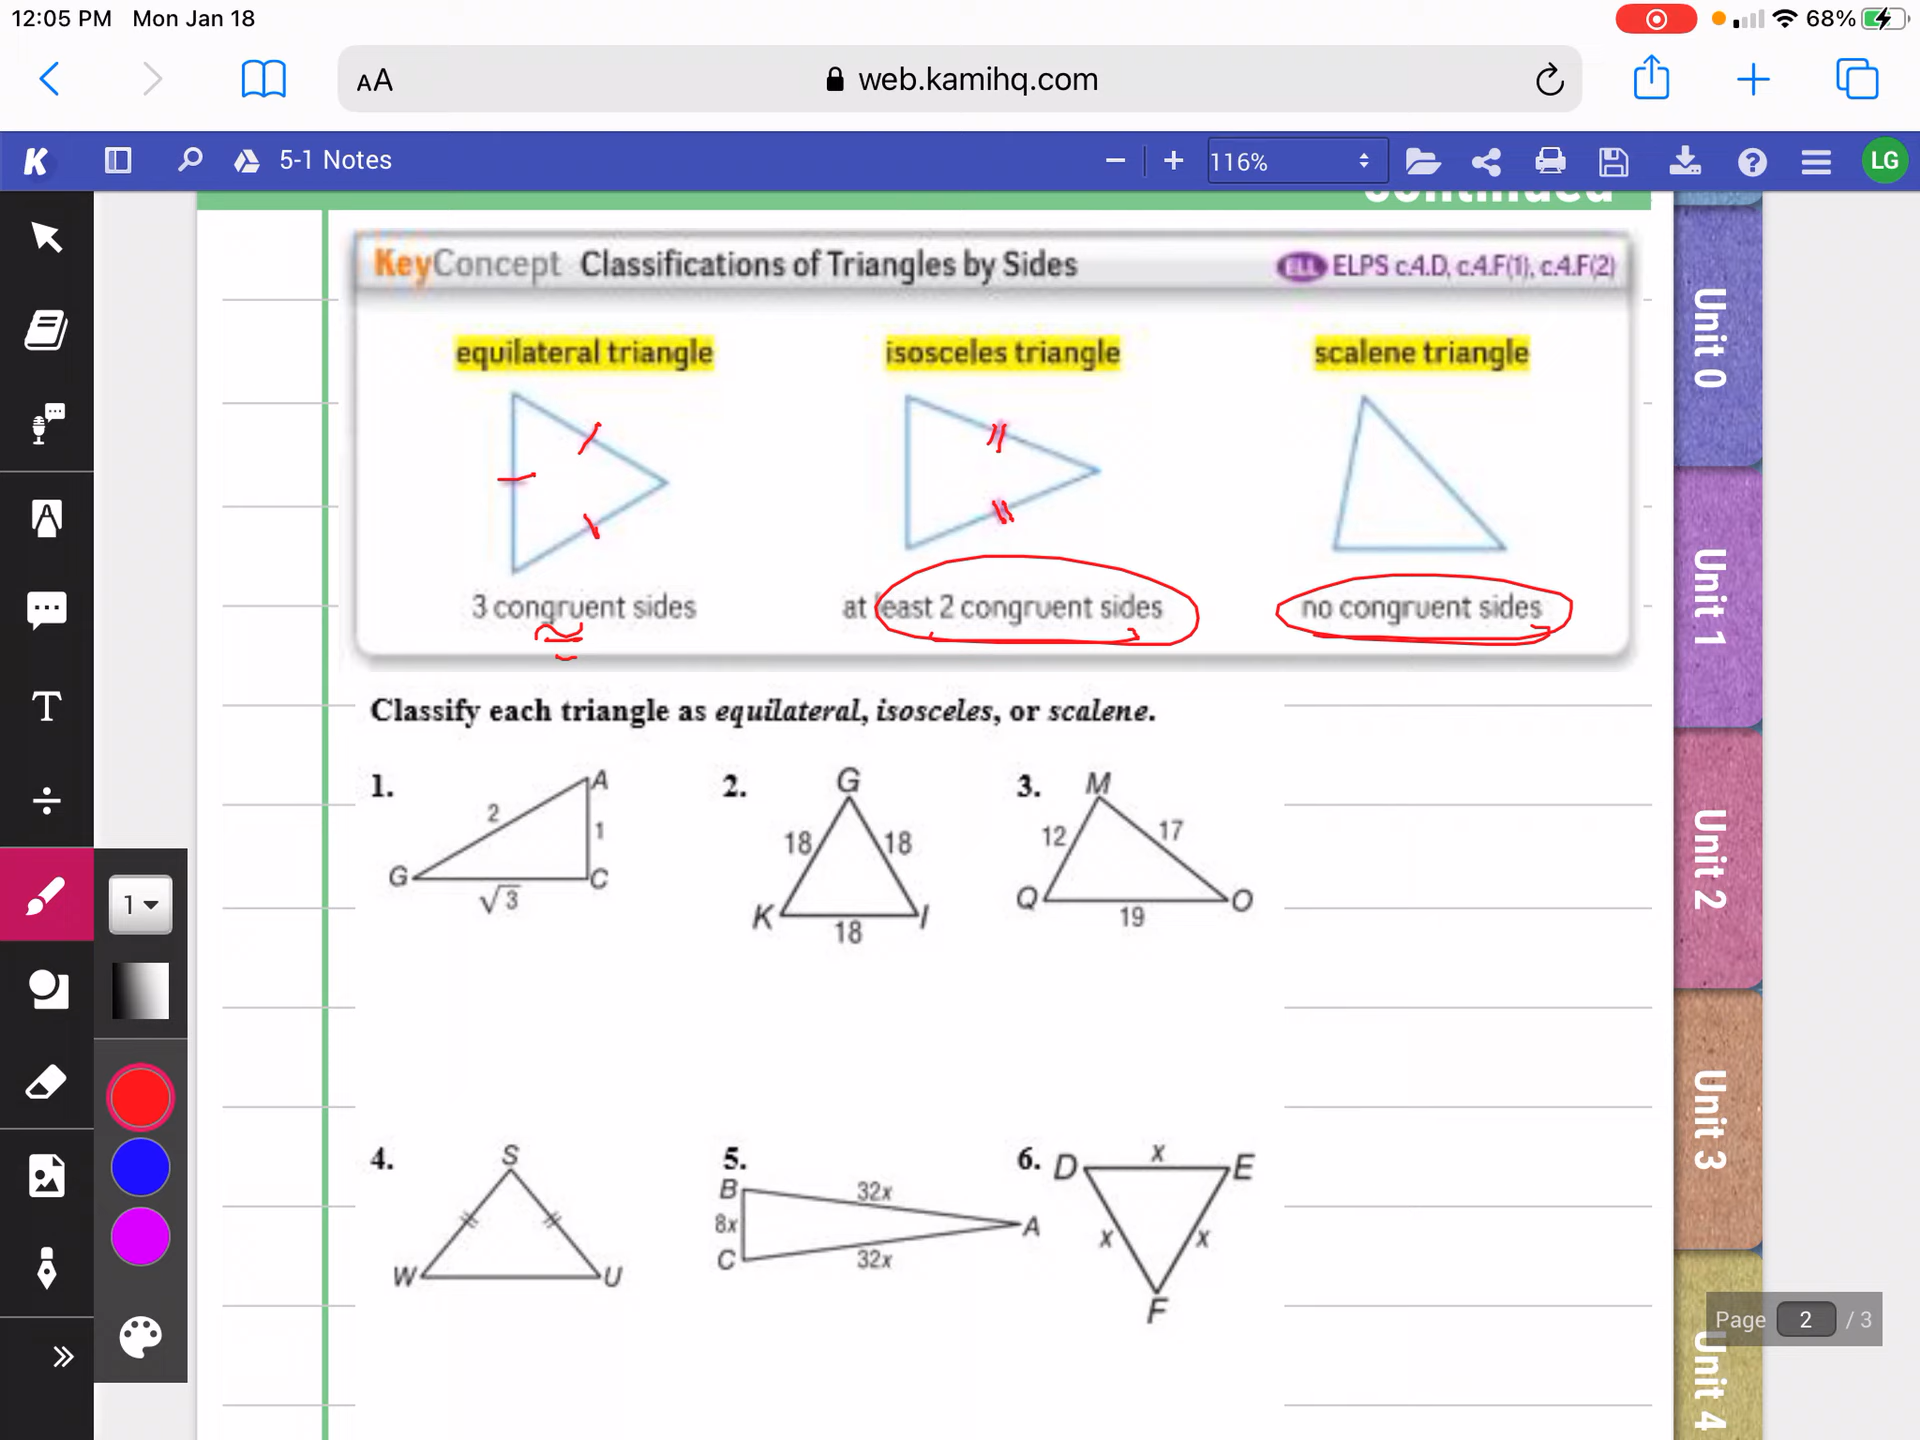 12:05 PM Mon Jan 18
68%
AA
web.kamihq.com
K
5-1 Notes
116%
LG
continued
KeyConcept Classifications of Triangles by Sides
ELL ELPS c.4.D, c.4.F(1), c.4.F(2)
equilateral triangle
isosceles triangle
scalene triangle
3 congruent sides
at least 2 congruent sides
no congruent sides
≅
Classify each triangle as equilateral, isosceles, or scalene.
1.
A
2
1
G
C
√3
2.
G
18
18
K
I
18
3.
M
12
17
Q
O
19
4.
S
W
U
5.
B
32x
8x
A
C
32x
6.
D
x
E
x
x
F
T
1
Unit 0
Unit 1
Unit 2
Unit 3
Unit 4
Page 2 / 3